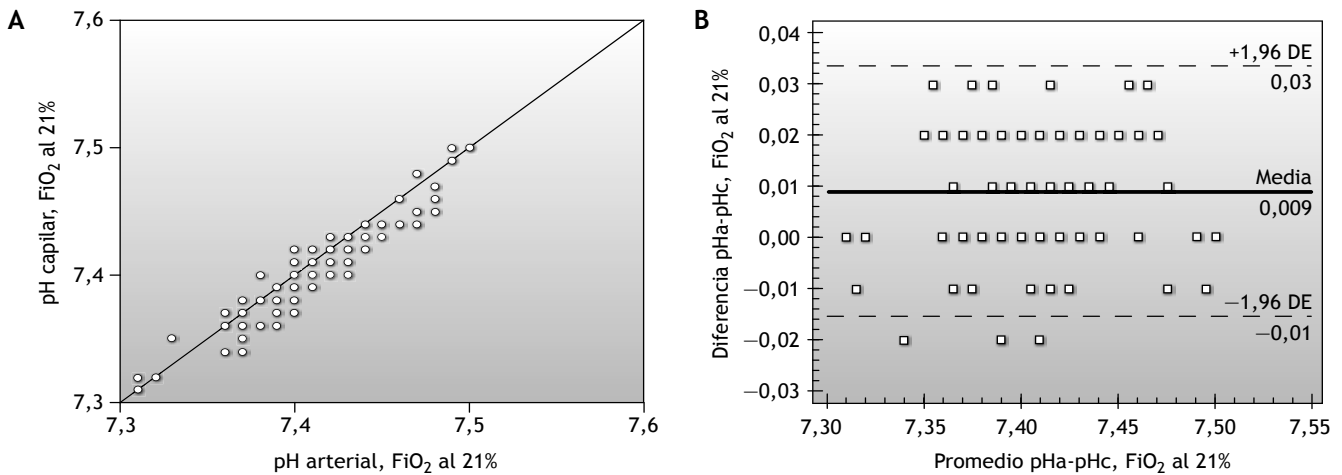 A
7,6
7,5
7,4
7,3
pH capilar, FiO2 al 21%
7,3 7,4 7,5 7,6
pH arterial, FiO2 al 21%
B
0,04
0,03
0,02
0,01
0,00
−0,01
−0,02
−0,03
Diferencia pHa-pHc, FiO2 al 21%
+1,96 DE
0,03
Media
0,009
−1,96 DE
−0,01
7,30 7,35 7,40 7,45 7,50 7,55
Promedio pHa-pHc, FiO2 al 21%